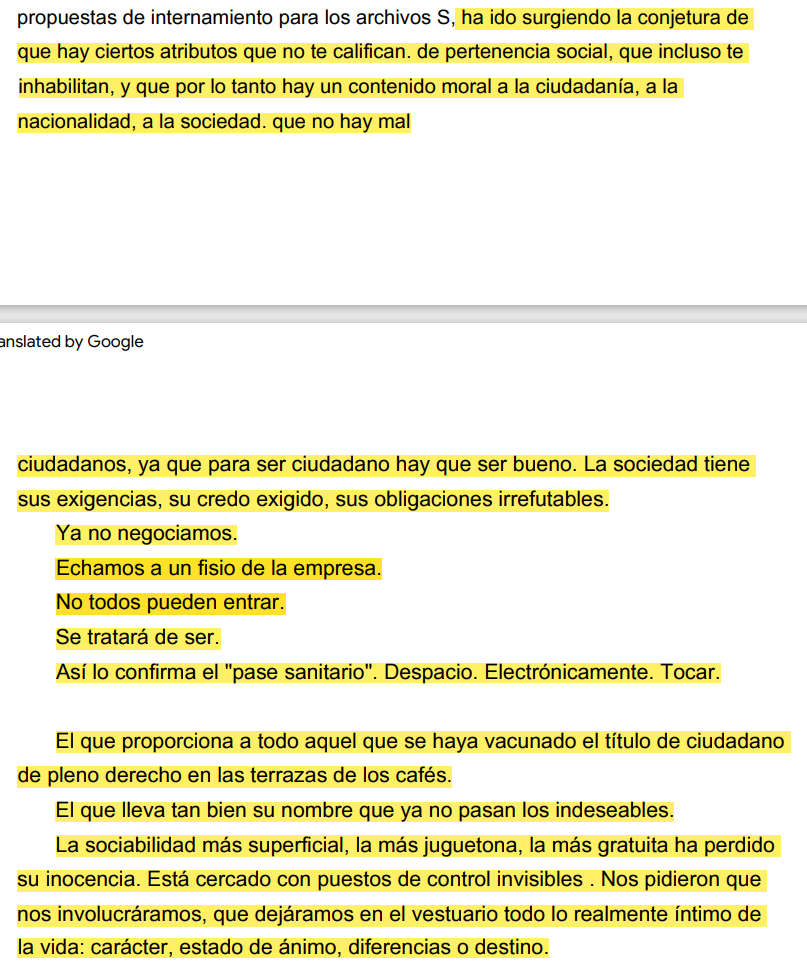 propuestas de internamiento para los archivos S, ha ido surgiendo la conjetura de
que hay ciertos atributos que no te califican. de pertenencia social, que incluso te
inhabilitan, y que por lo tanto hay un contenido moral a la ciudadanía, a la
nacionalidad, a la sociedad. que no hay mal
anslated by Google
ciudadanos, ya que para ser ciudadano hay que ser bueno. La sociedad tiene
sus exigencias, su credo exigido, sus obligaciones irrefutables.
Ya no negociamos.
Echamos a un fisio de la empresa.
No todos pueden entrar.
Se tratará de ser.
Así lo confirma el "pase sanitario". Despacio. Electrónicamente. Tocar.
El que proporciona a todo aquel que se haya vacunado el título de ciudadano
de pleno derecho en las terrazas de los cafés.
El que lleva tan bien su nombre que ya no pasan los indeseables.
La sociabilidad más superficial, la más juguetona, la más gratuita ha perdido
su inocencia. Está cercado con puestos de control invisibles . Nos pidieron que
nos involucráramos, que dejáramos en el vestuario todo lo realmente íntimo de
la vida: carácter, estado de ánimo, diferencias o destino.